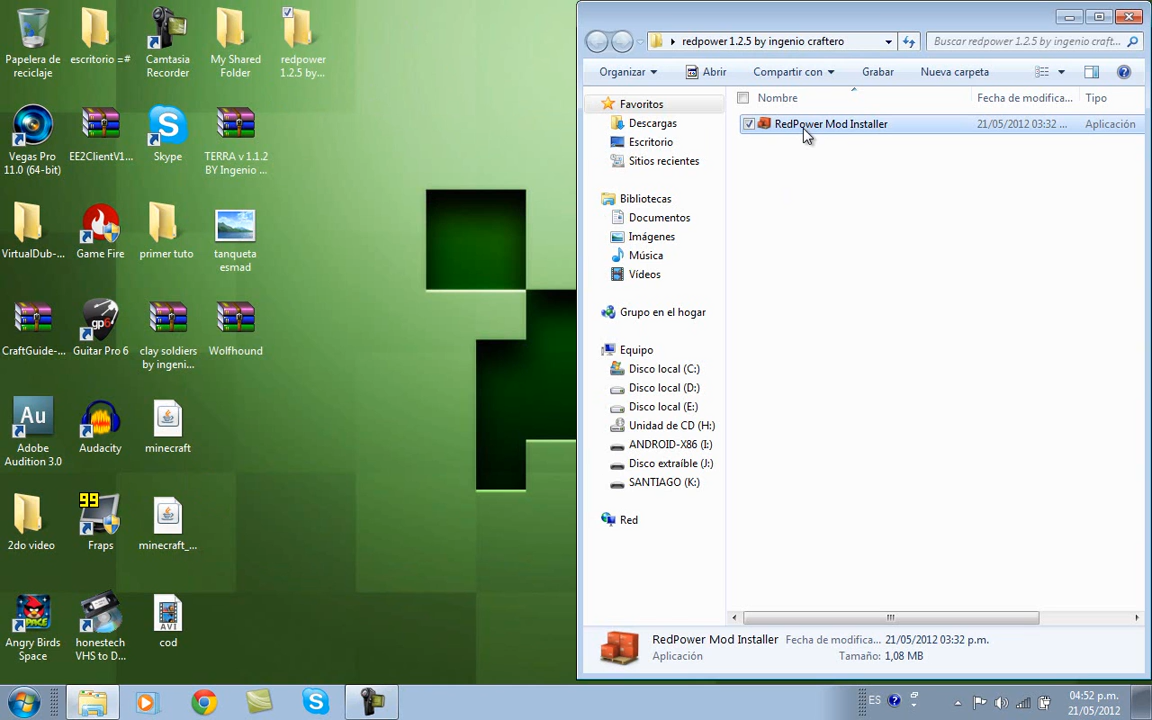 Papelera de
reciclaje
escritorio =#
Camtasia
Recorder
My Shared
Folder
redpower
1.2.5 by...
Vegas Pro
11.0 (64-bit)
EE2ClientV1...
Skype
TERRA v 1.1.2
BY Ingenio ...
VirtualDub-...
Game Fire
primer tuto
tanqueta
esmad
CraftGuide-...
gp6
Guitar Pro 6
clay soldiers
by ingeni...
Wolfhound
Au
Adobe
Audition 3.0
Audacity
minecraft
99
2do video
Fraps
minecraft_...
Angry Birds
Space
honestech
VHS to D...
AVI
cod
redpower 1.2.5 by ingenio craftero
Buscar redpower 1.2.5 by ingenio craft...
Organizar
Abrir
Compartir con
Grabar
Nueva carpeta
Nombre
Fecha de modifica...
Tipo
RedPower Mod Installer
21/05/2012 03:32 ...
Aplicación
Favoritos
Descargas
Escritorio
Sitios recientes
Bibliotecas
Documentos
Imágenes
Música
Vídeos
Grupo en el hogar
Equipo
Disco local (C:)
Disco local (D:)
Disco local (E:)
Unidad de CD (H:)
ANDROID-X86 (I:)
Disco extraíble (J:)
SANTIAGO (K:)
Red
RedPower Mod Installer
Fecha de modifica... 21/05/2012 03:32 p.m.
Aplicación
Tamaño: 1,08 MB
ES
04:52 p.m.
21/05/2012